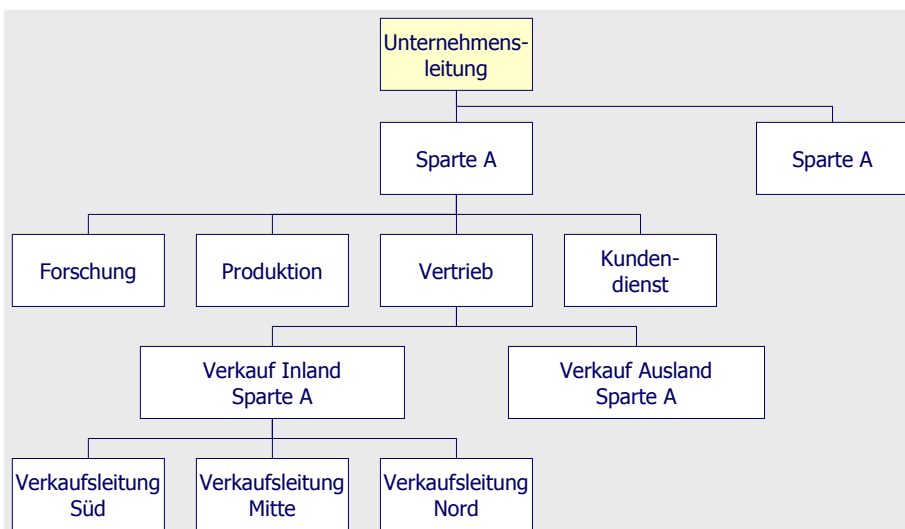 Unternehmens-
leitung
Sparte A
Sparte A
Forschung
Produktion
Vertrieb
Kunden-
dienst
Verkauf Inland
Sparte A
Verkauf Ausland
Sparte A
Verkaufsleitung
Süd
Verkaufsleitung
Mitte
Verkaufsleitung
Nord